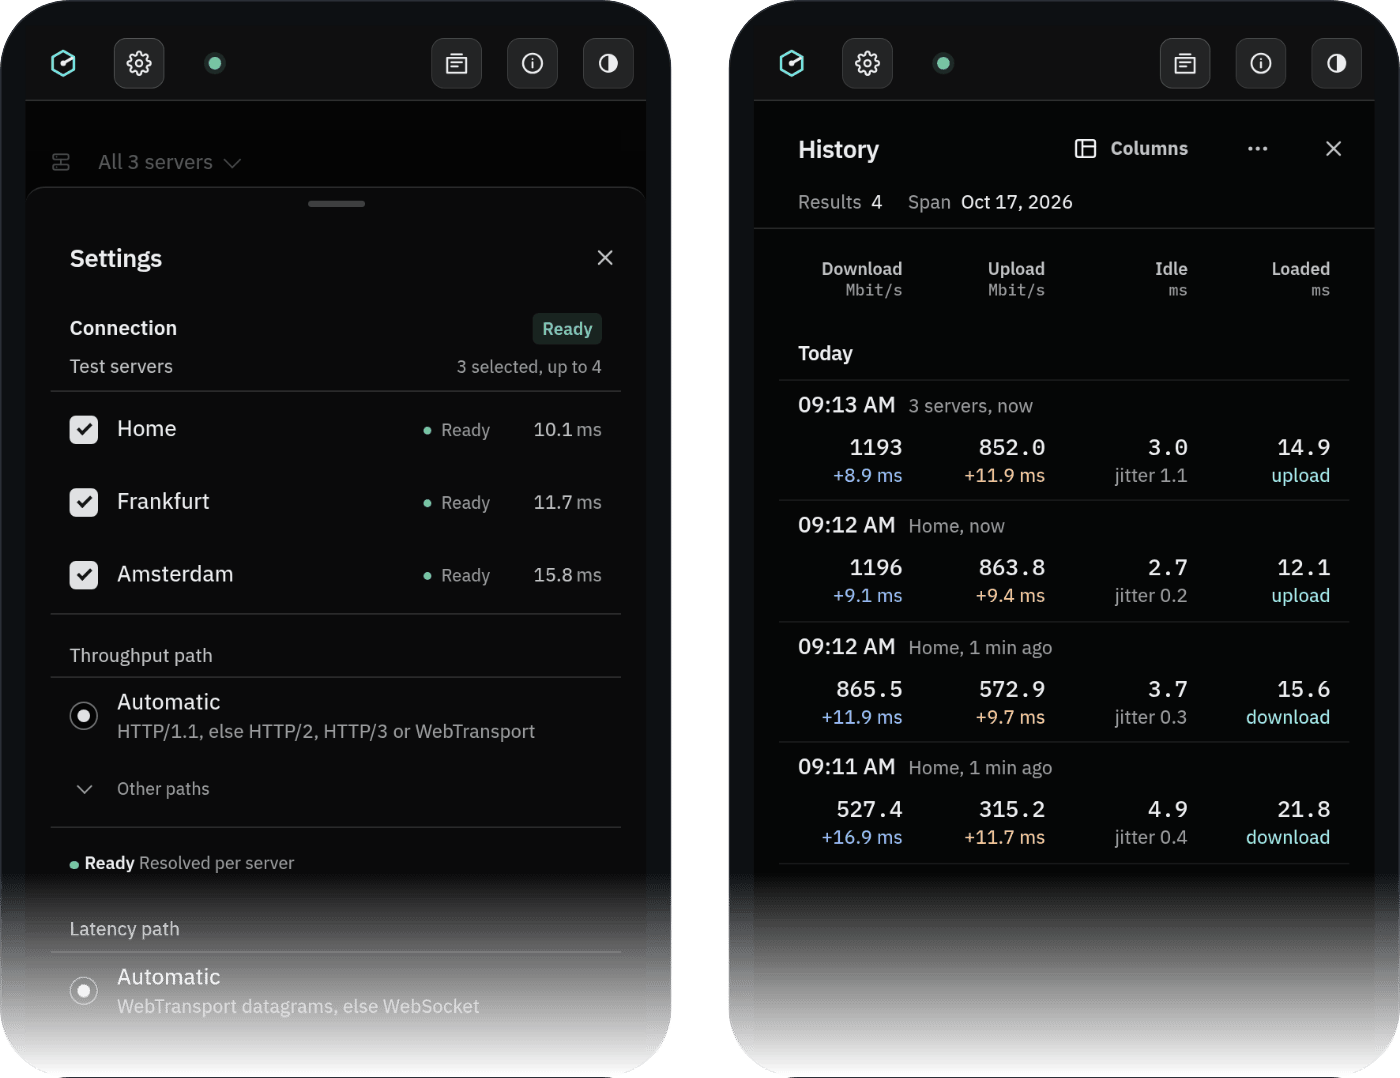 All 3 servers
Settings
Connection Ready
Test servers 3 selected, up to 4
Home Ready 10.1 ms
Frankfurt Ready 11.7 ms
Amsterdam Ready 15.8 ms
Throughput path
Automatic
HTTP/1.1, else HTTP/2, HTTP/3 or WebTransport
Other paths
Ready Resolved per server
Latency path
Automatic
WebTransport datagrams, else WebSocket
History Columns
Results 4 Span Oct 17, 2026
Download Upload Idle Loaded
Mbit/s Mbit/s ms ms
Today
09:13 AM 3 servers, now
1193 852.0 3.0 14.9
+8.9 ms +11.9 ms jitter 1.1 upload
09:12 AM Home, now
1196 863.8 2.7 12.1
+9.1 ms +9.4 ms jitter 0.2 upload
09:12 AM Home, 1 min ago
865.5 572.9 3.7 15.6
+11.9 ms +9.7 ms jitter 0.3 download
09:11 AM Home, 1 min ago
527.4 315.2 4.9 21.8
+16.9 ms +11.7 ms jitter 0.4 download